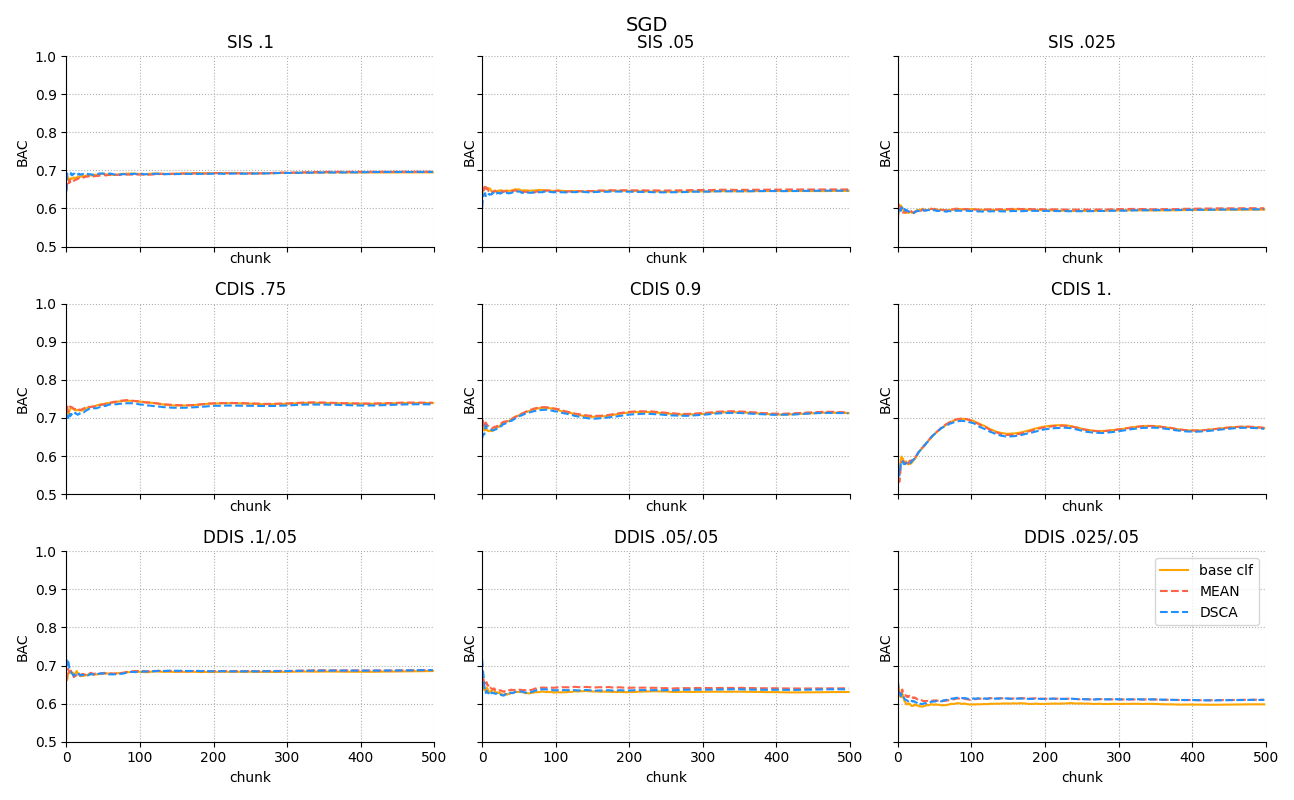 SGD
SIS .1
SIS .05
SIS .025
1.0
0.9
0.8
0.7
0.6
0.5
BAC
BAC
BAC
chunk
chunk
chunk
CDIS .75
CDIS 0.9
CDIS 1.
1.0
0.9
0.8
0.7
0.6
0.5
BAC
BAC
BAC
chunk
chunk
chunk
DDIS .1/.05
DDIS .05/.05
DDIS .025/.05
1.0
0.9
0.8
0.7
0.6
0.5
BAC
BAC
BAC
base clf
MEAN
DSCA
0 100 200 300 400 500
0 100 200 300 400 500
0 100 200 300 400 500
chunk
chunk
chunk